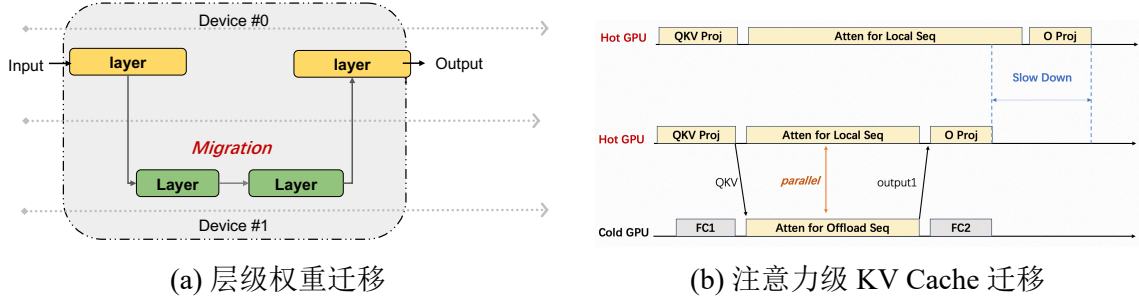 Device #0
Input
layer
layer
Output
Migration
Layer
Layer
Device #1
(a) 层级权重迁移
Hot GPU
QKV Proj
Atten for Local Seq
O Proj
Slow Down
Hot GPU
QKV Proj
Atten for Local Seq
O Proj
QKV
parallel
output1
Cold GPU
FC1
Atten for Offload Seq
FC2
(b) 注意力级 KV Cache 迁移